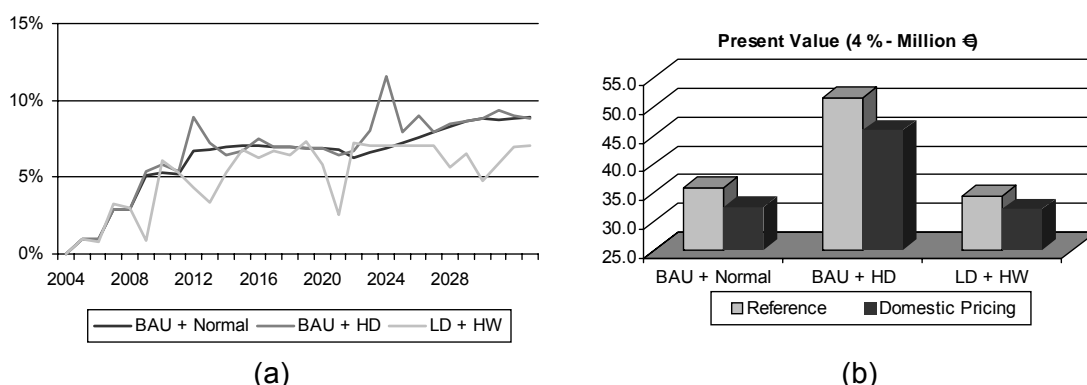 15%
10%
5%
0%
2004 2008 2012 2016 2020 2024 2028
BAU + Normal BAU + HD LD + HW
(a)
Present Value (4 % - Million €)
55.0
50.0
45.0
40.0
35.0
30.0
25.0
BAU + Normal BAU + HD LD + HW
Reference Domestic Pricing
(b)